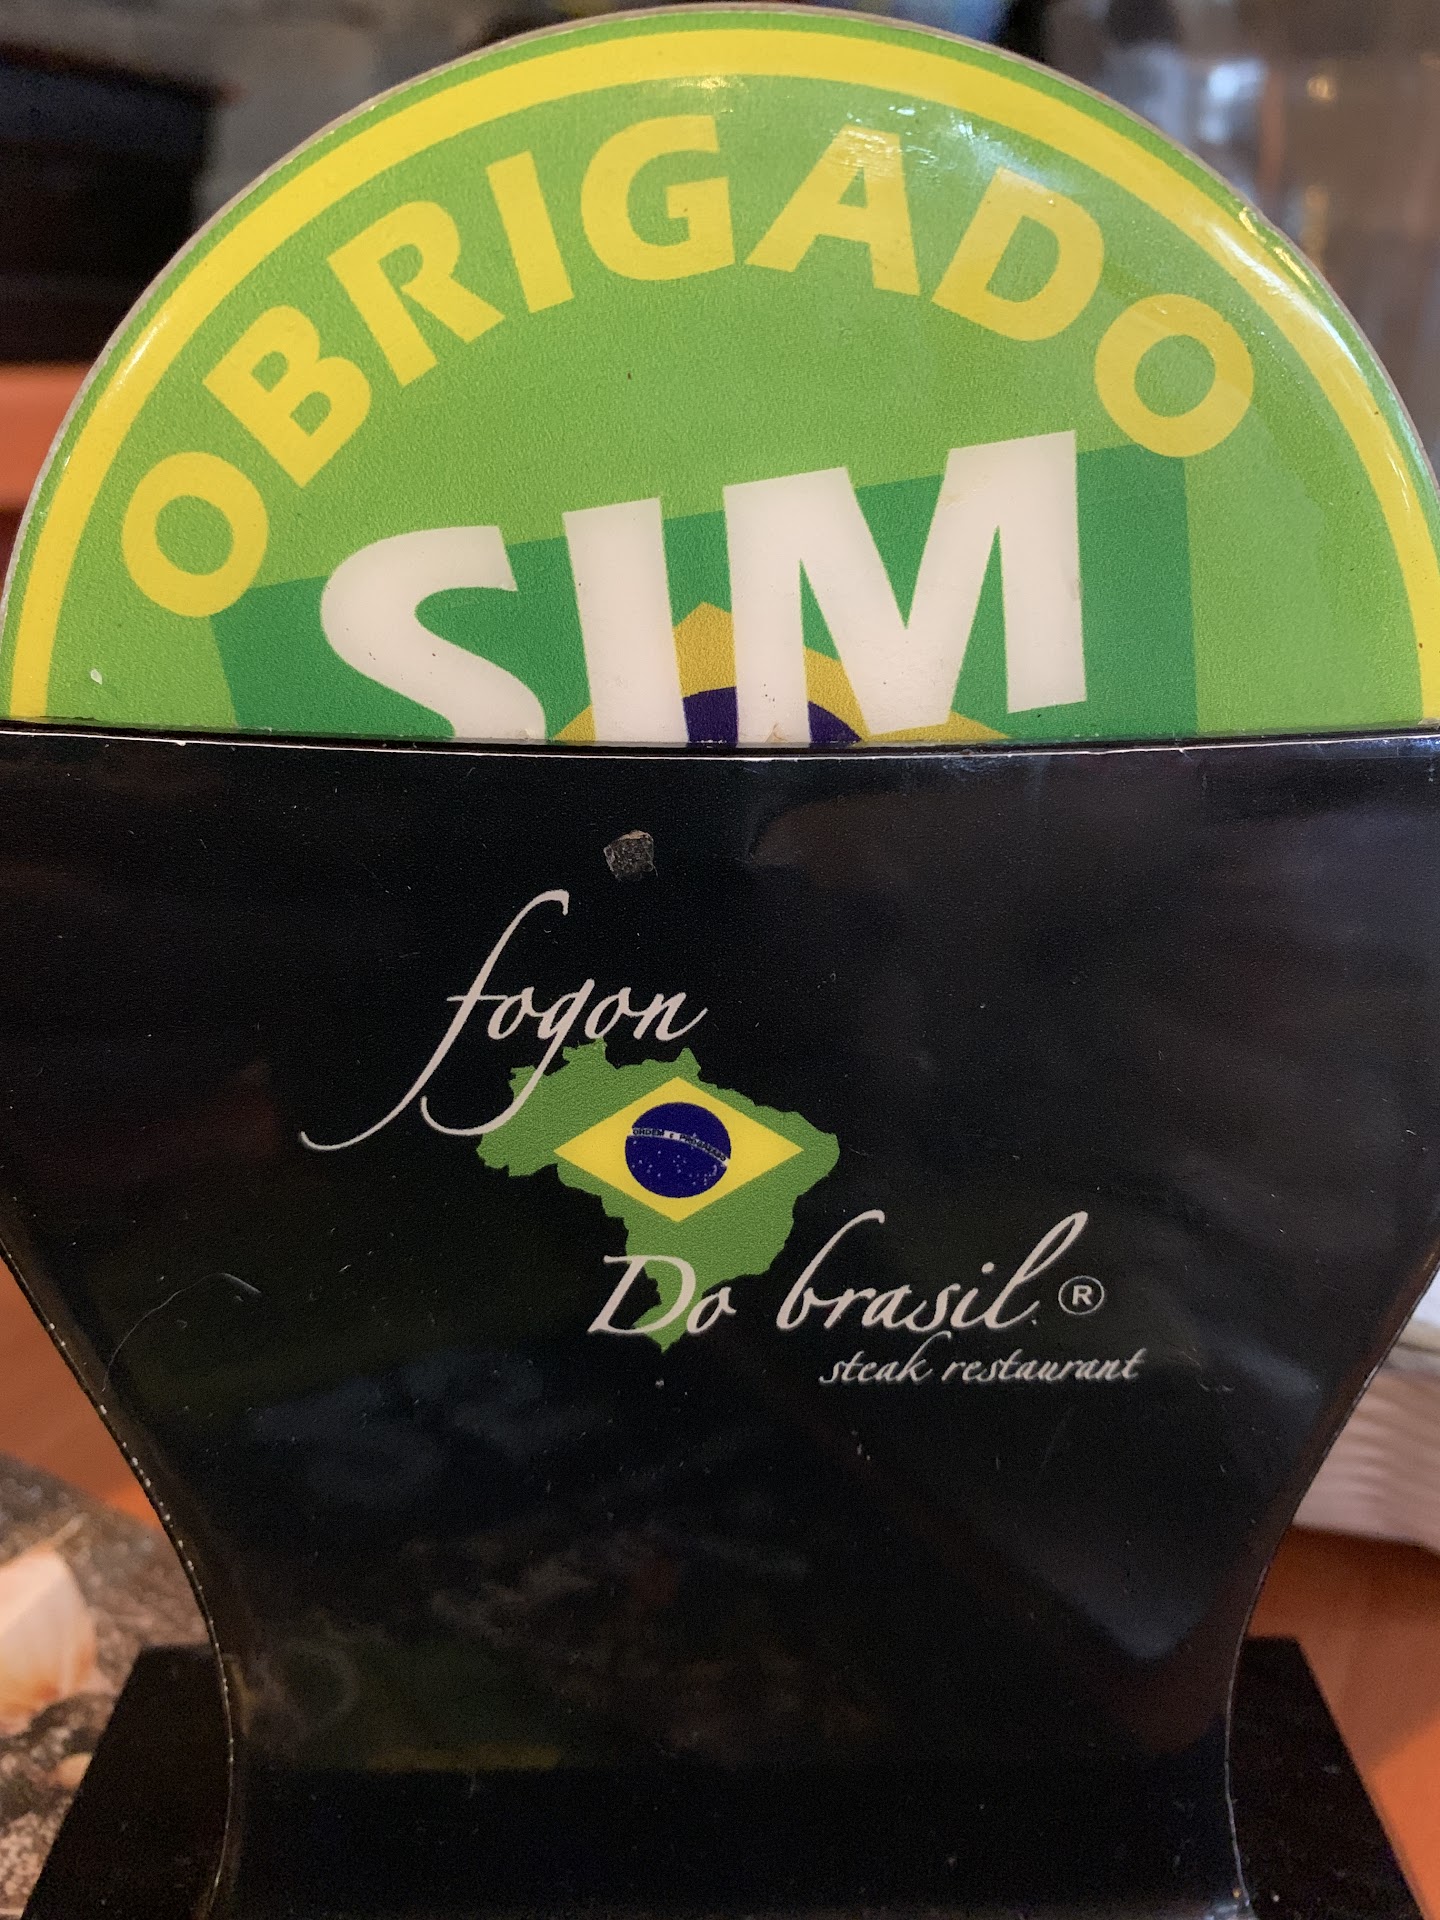 OBRIGADO
SIM
fogon
ORDEM E PROGRESSO
Do brasil ®
steak restaurant